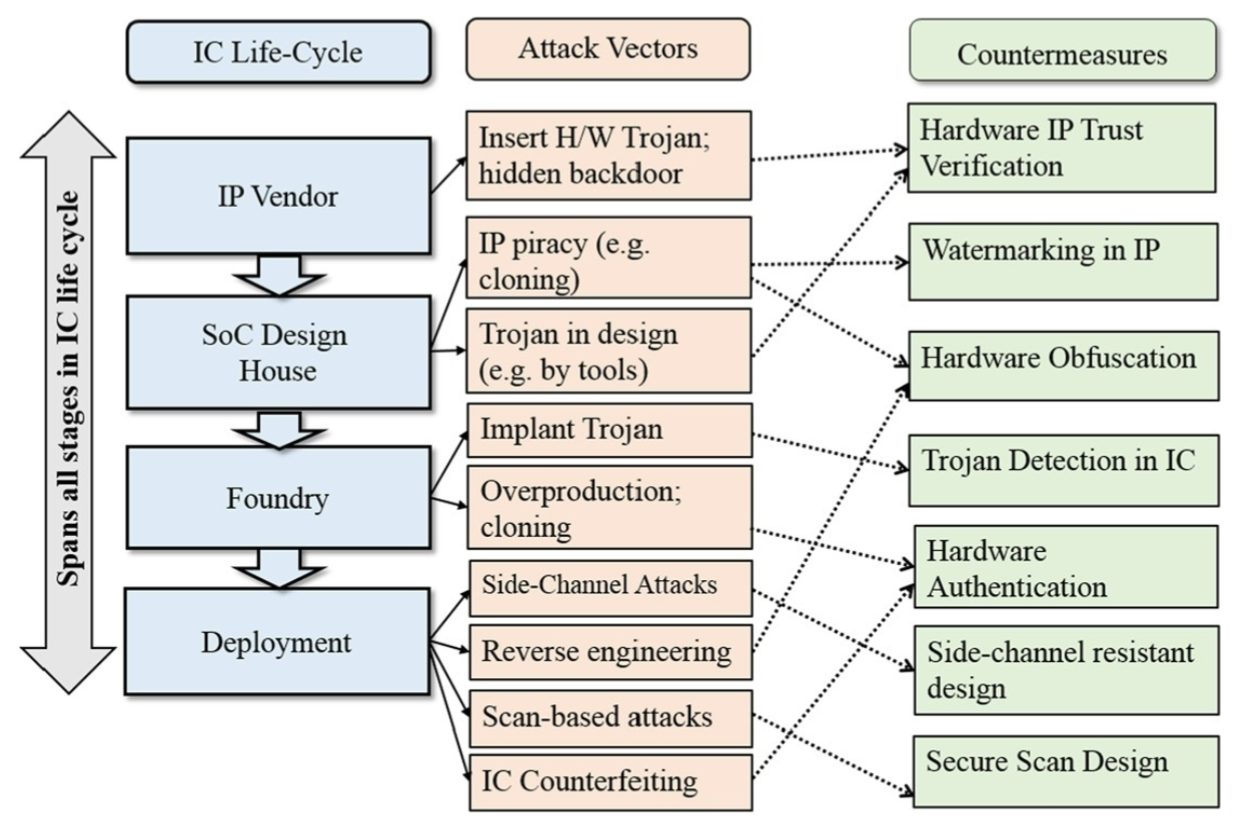 IC Life-Cycle
Attack Vectors
Countermeasures
Spans all stages in IC life cycle
IP Vendor
SoC Design
House
Foundry
Deployment
Insert H/W Trojan;
hidden backdoor
IP piracy (e.g.
cloning)
Trojan in design
(e.g. by tools)
Implant Trojan
Overproduction;
cloning
Side-Channel Attacks
Reverse engineering
Scan-based attacks
IC Counterfeiting
Hardware IP Trust
Verification
Watermarking in IP
Hardware Obfuscation
Trojan Detection in IC
Hardware
Authentication
Side-channel resistant
design
Secure Scan Design